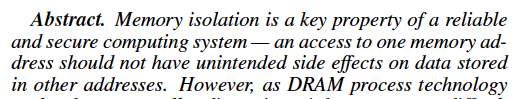 Abstract. Memory isolation is a key property of a reliable
and secure computing system — an access to one memory ad-
dress should not have unintended side effects on data stored
in other addresses. However, as DRAM process technology